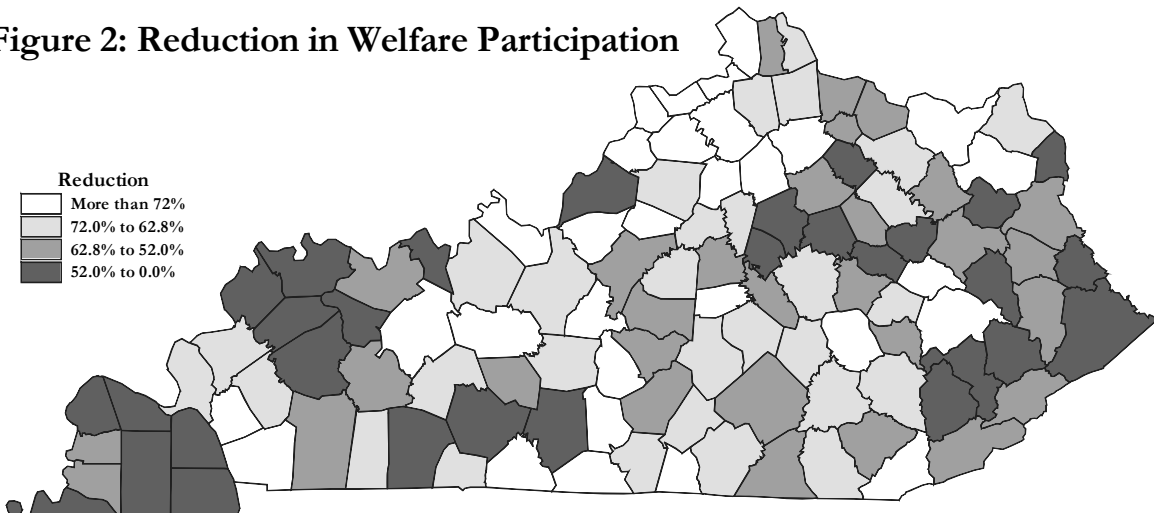 Figure 2: Reduction in Welfare Participation
Reduction
More than 72%
72.0% to 62.8%
62.8% to 52.0%
52.0% to 0.0%